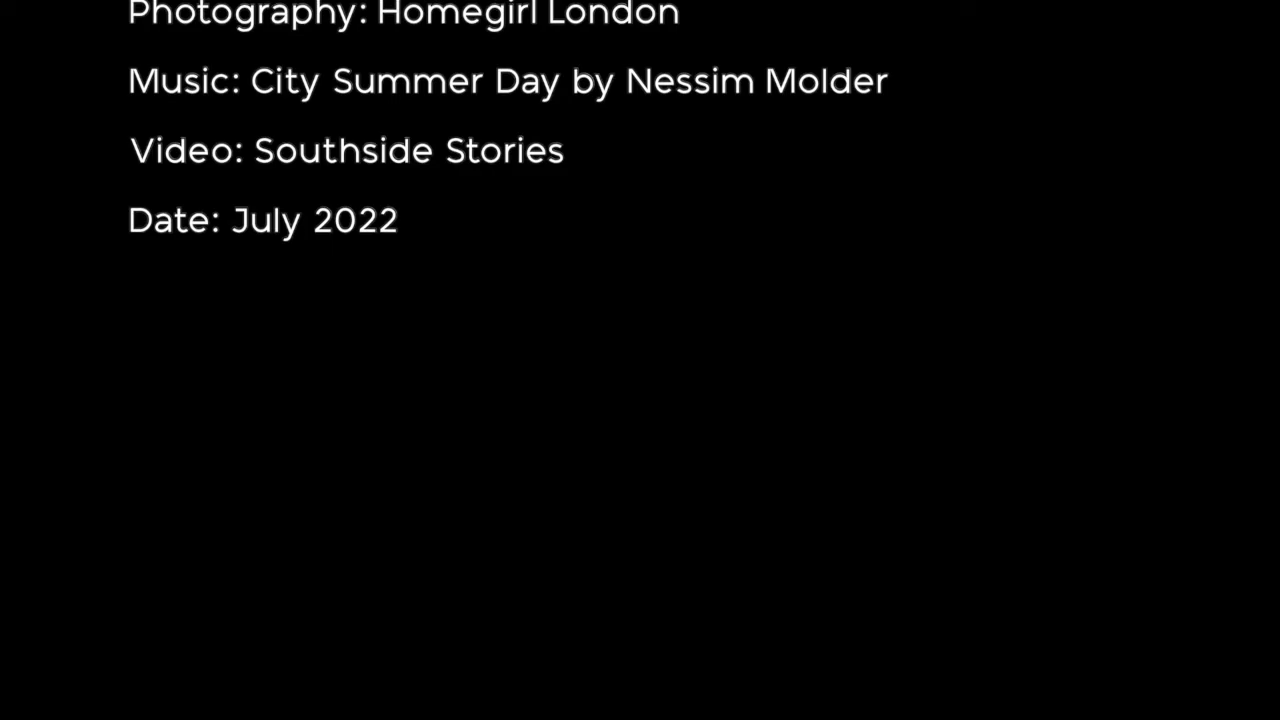 Photography: Homegirl London
Music: City Summer Day by Nessim Molder
Video: Southside Stories
Date: July 2022